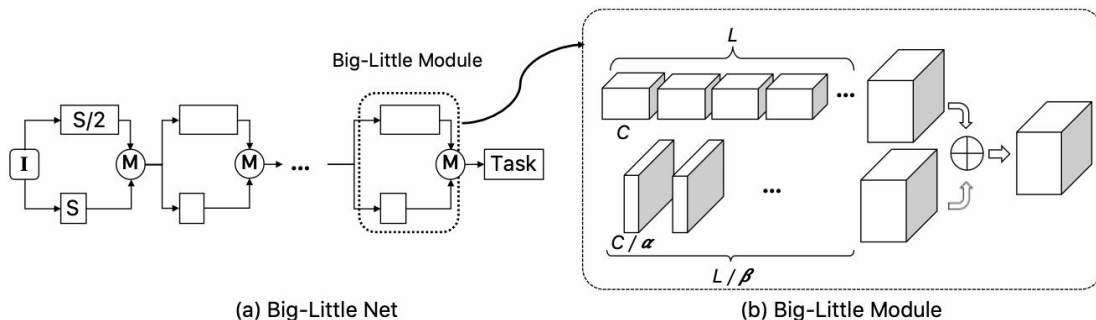 Big-Little Module
I
S/2
S
M
M
...
M
Task
(a) Big-Little Net
L
C
...
...
C / α
L / β
(b) Big-Little Module